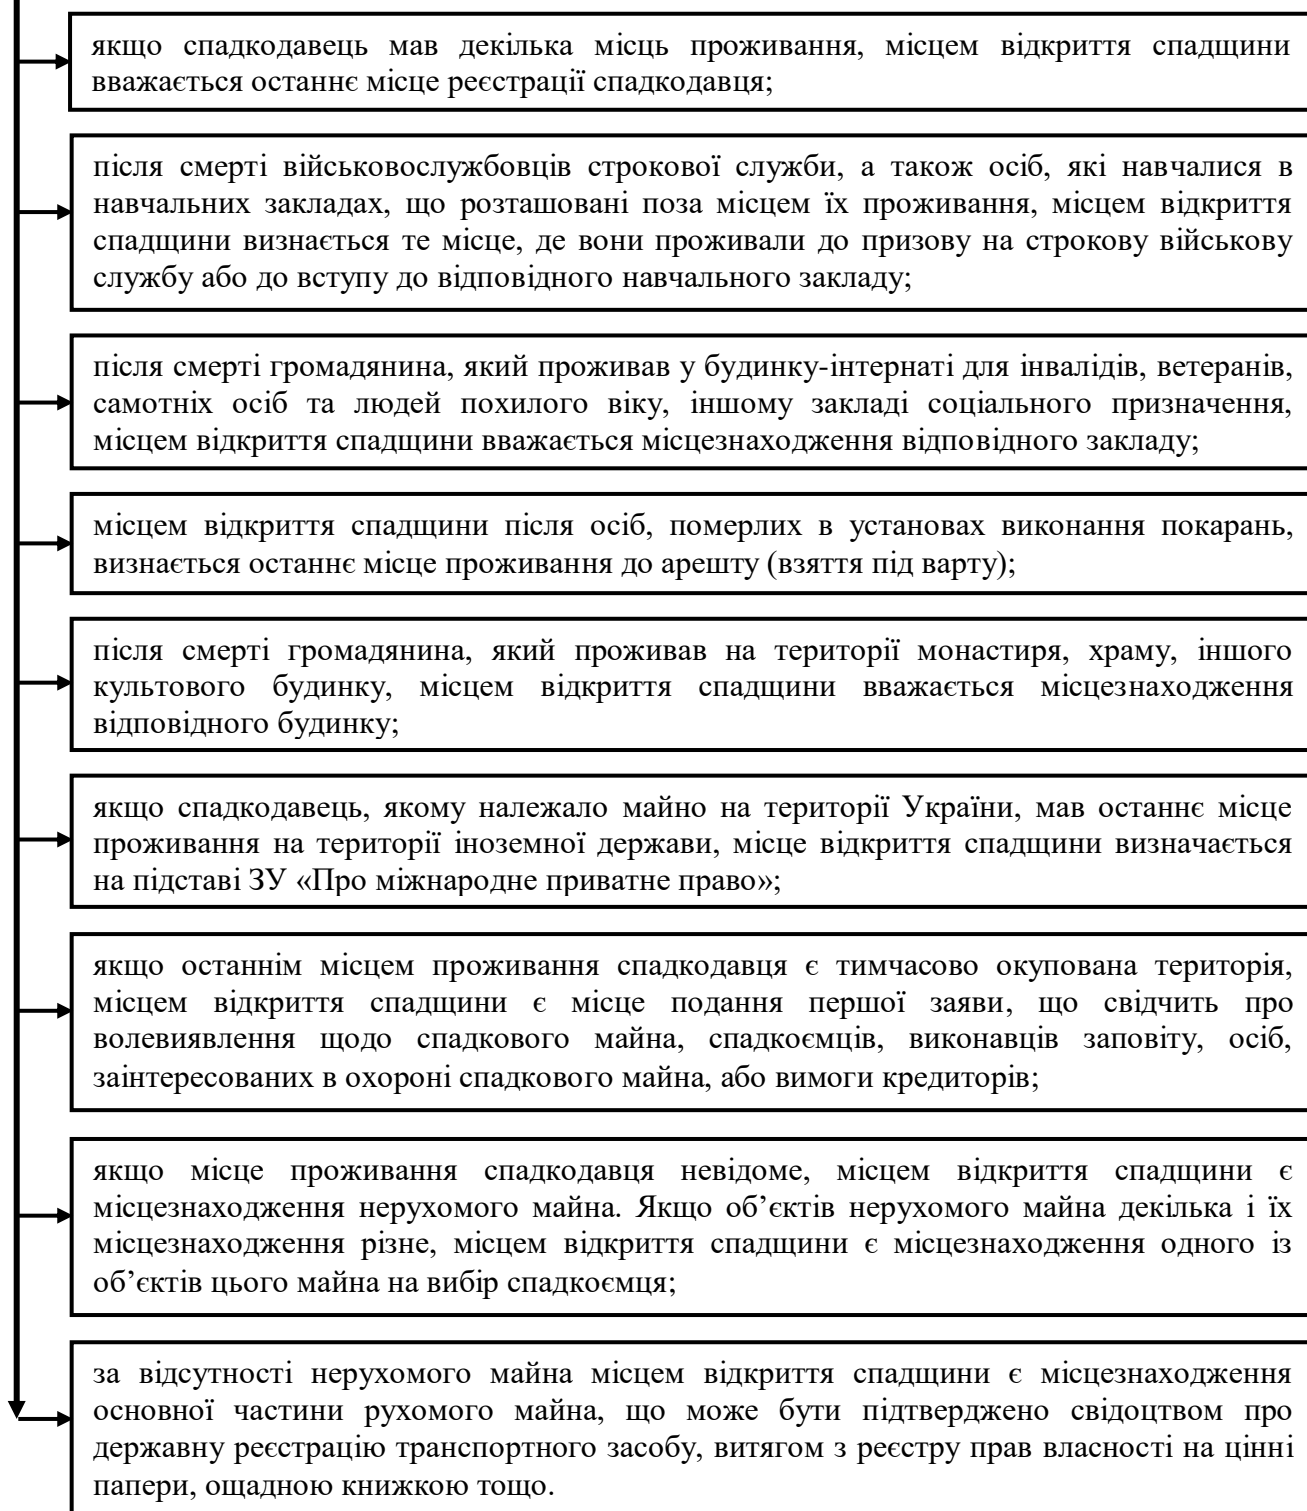 якщо спадкодавець мав декілька місць проживання, місцем відкриття спадщини
вважається останнє місце реєстрації спадкодавця;
після смерті військовослужбовців строкової служби, а також осіб, які навчалися в
навчальних закладах, що розташовані поза місцем їх проживання, місцем відкриття
спадщини визнається те місце, де вони проживали до призову на строкову військову
службу або до вступу до відповідного навчального закладу;
після смерті громадянина, який проживав у будинку-інтернаті для інвалідів, ветеранів,
самотніх осіб та людей похилого віку, іншому закладі соціального призначення,
місцем відкриття спадщини вважається місцезнаходження відповідного закладу;
місцем відкриття спадщини після осіб, померлих в установах виконання покарань,
визнається останнє місце проживання до арешту (взяття під варту);
після смерті громадянина, який проживав на території монастиря, храму, іншого
культового будинку, місцем відкриття спадщини вважається місцезнаходження
відповідного будинку;
якщо спадкодавець, якому належало майно на території України, мав останнє місце
проживання на території іноземної держави, місце відкриття спадщини визначається
на підставі ЗУ «Про міжнародне приватне право»;
якщо останнім місцем проживання спадкодавця є тимчасово окупована територія,
місцем відкриття спадщини є місце подання першої заяви, що свідчить про
волевиявлення щодо спадкового майна, спадкоємців, виконавців заповіту, осіб,
заінтересованих в охороні спадкового майна, або вимоги кредиторів;
якщо місце проживання спадкодавця невідоме, місцем відкриття спадщини є
місцезнаходження нерухомого майна. Якщо об’єктів нерухомого майна декілька і їх
місцезнаходження різне, місцем відкриття спадщини є місцезнаходження одного із
об’єктів цього майна на вибір спадкоємця;
за відсутності нерухомого майна місцем відкриття спадщини є місцезнаходження
основної частини рухомого майна, що може бути підтверджено свідоцтвом про
державну реєстрацію транспортного засобу, витягом з реєстру прав власності на цінні
папери, ощадною книжкою тощо.